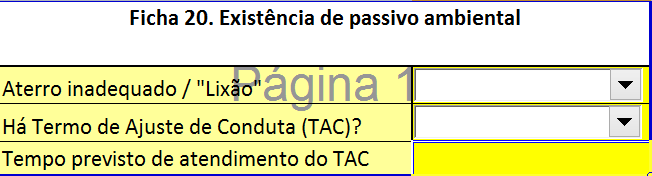 Ficha 20. Existência de passivo ambiental
Página 1
Aterro inadequado / "Lixão"
Há Termo de Ajuste de Conduta (TAC)?
Tempo previsto de atendimento do TAC